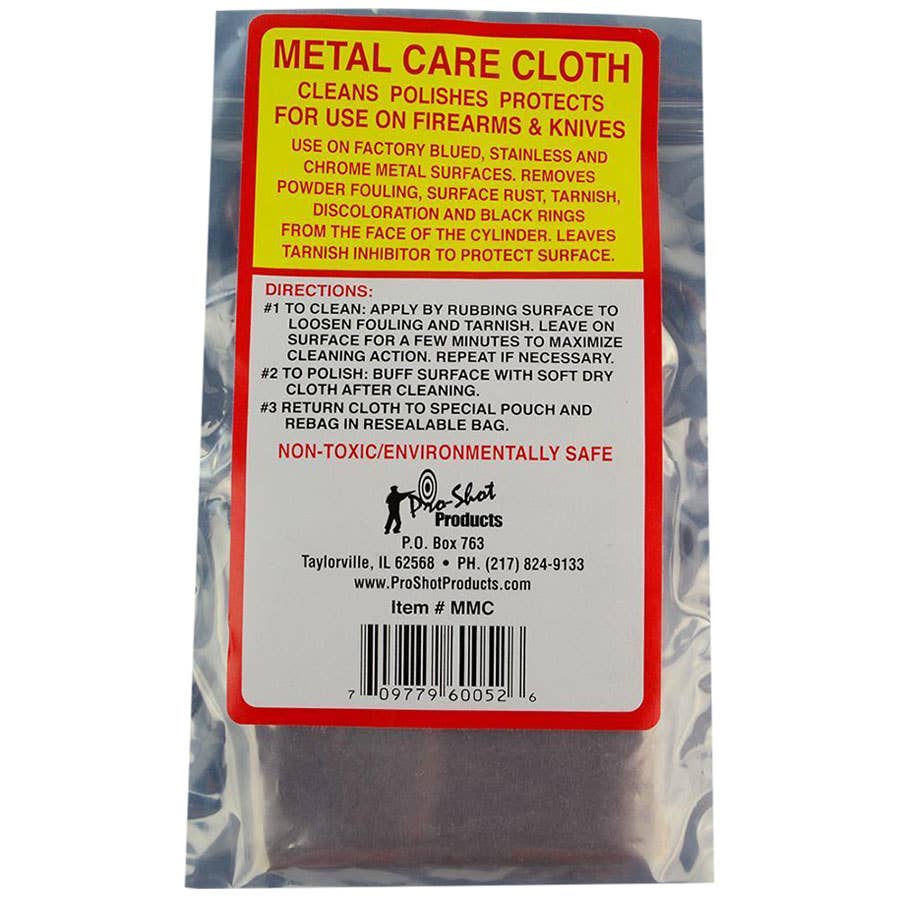 METAL CARE CLOTH
CLEANS POLISHES PROTECTS
FOR USE ON FIREARMS & KNIVES
USE ON FACTORY BLUED, STAINLESS AND
CHROME METAL SURFACES. REMOVES
POWDER FOULING, SURFACE RUST, TARNISH,
DISCOLORATION AND BLACK RINGS
FROM THE FACE OF THE CYLINDER. LEAVES
TARNISH INHIBITOR TO PROTECT SURFACE.
DIRECTIONS:
#1 TO CLEAN: APPLY BY RUBBING SURFACE TO
LOOSEN FOULING AND TARNISH. LEAVE ON
SURFACE FOR A FEW MINUTES TO MAXIMIZE
CLEANING ACTION. REPEAT IF NECESSARY.
#2 TO POLISH: BUFF SURFACE WITH SOFT DRY
CLOTH AFTER CLEANING.
#3 RETURN CLOTH TO SPECIAL POUCH AND
REBAG IN RESEALABLE BAG.
NON-TOXIC/ENVIRONMENTALLY SAFE
Pro-Shot
Products
P.O. Box 763
Taylorville, IL 62568 • PH. (217) 824-9133
www.ProShotProducts.com
Item # MMC
7 09779 60052 6